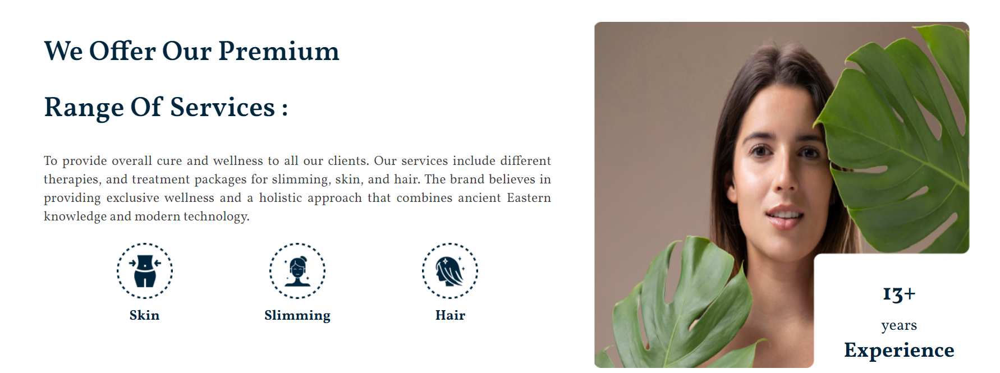 We Offer Our Premium
Range Of Services :
To provide overall cure and wellness to all our clients. Our services include different
therapies, and treatment packages for slimming, skin, and hair. The brand believes in
providing exclusive wellness and a holistic approach that combines ancient Eastern
knowledge and modern technology.
Skin
Slimming
Hair
13+
years
Experience